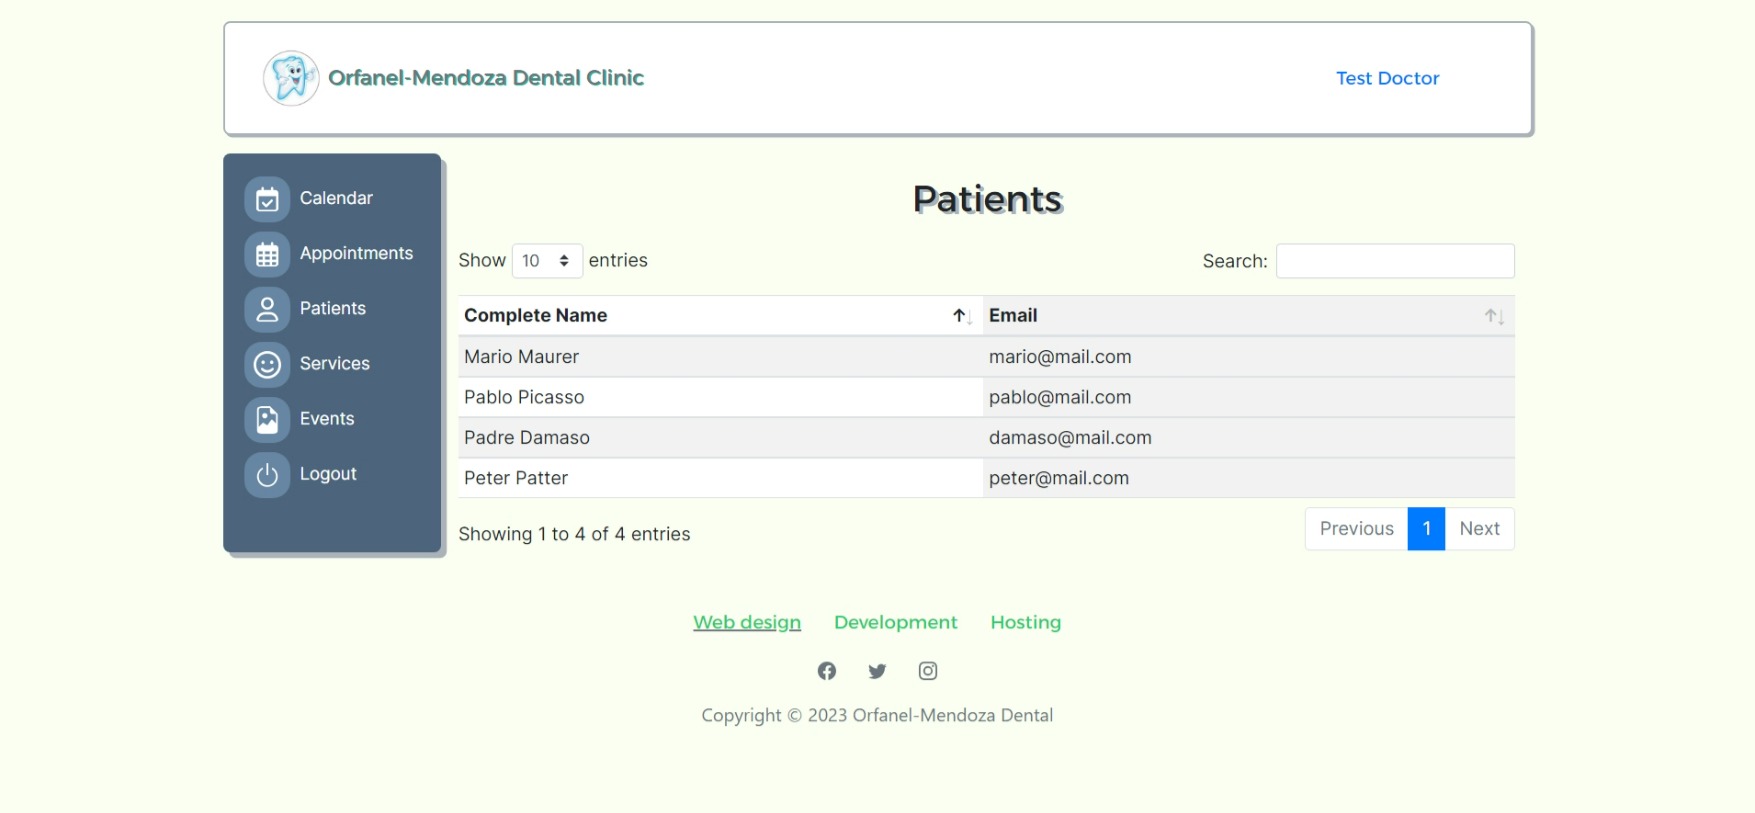 Orfanel-Mendoza Dental Clinic
Test Doctor
Calendar
Appointments
Patients
Services
Events
Logout
Patients
Show 10 entries
Search:
Complete Name Email
Mario Maurer mario@mail.com
Pablo Picasso pablo@mail.com
Padre Damaso damaso@mail.com
Peter Patter peter@mail.com
Showing 1 to 4 of 4 entries
Previous 1 Next
Web design Development Hosting
Copyright © 2023 Orfanel-Mendoza Dental